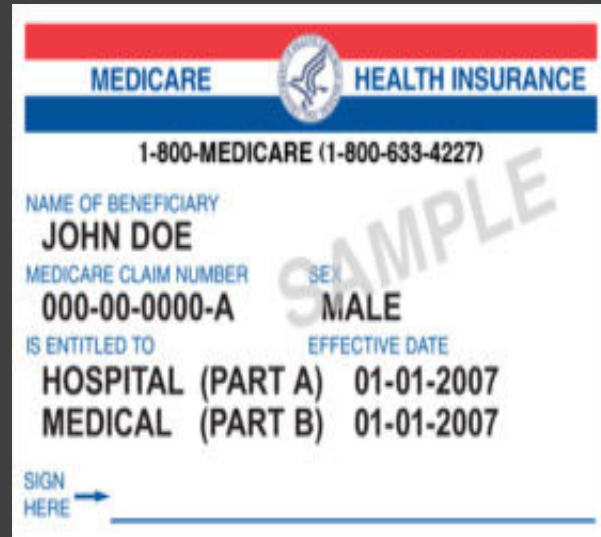 MEDICARE HEALTH INSURANCE
1-800-MEDICARE (1-800-633-4227)
NAME OF BENEFICIARY
JOHN DOE
MEDICARE CLAIM NUMBER SEX
000-00-0000-A MALE
IS ENTITLED TO EFFECTIVE DATE
HOSPITAL (PART A) 01-01-2007
MEDICAL (PART B) 01-01-2007
SIGN
HERE
SAMPLE